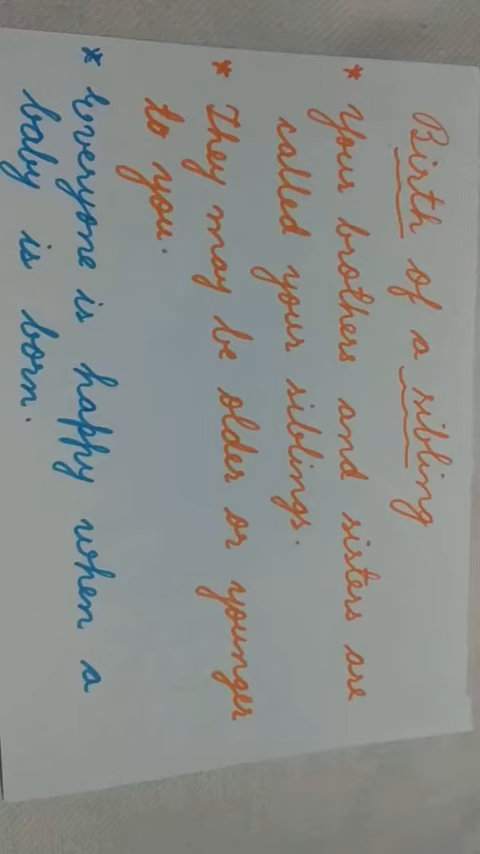 Birth of a sibling
* Your brothers and sisters are
called your siblings.
* They may be older or younger
to you.
* Everyone is happy when a
baby is born.